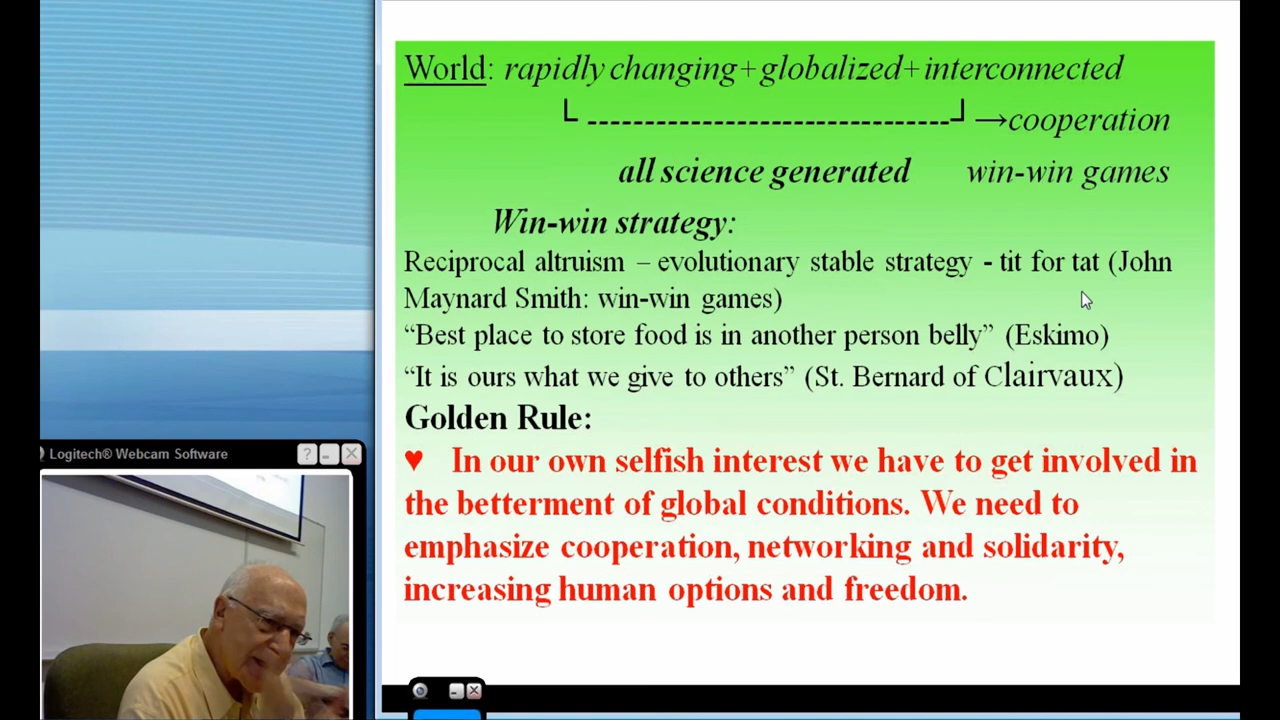 World: rapidly changing+globalized+interconnected
└ -------------------------------┘→cooperation
all science generated win-win games
Win-win strategy:
Reciprocal altruism – evolutionary stable strategy - tit for tat (John
Maynard Smith: win-win games)
“Best place to store food is in another person belly” (Eskimo)
“It is ours what we give to others” (St. Bernard of Clairvaux)
Golden Rule:
♥ In our own selfish interest we have to get involved in
the betterment of global conditions. We need to
emphasize cooperation, networking and solidarity,
increasing human options and freedom.
Logitech® Webcam Software